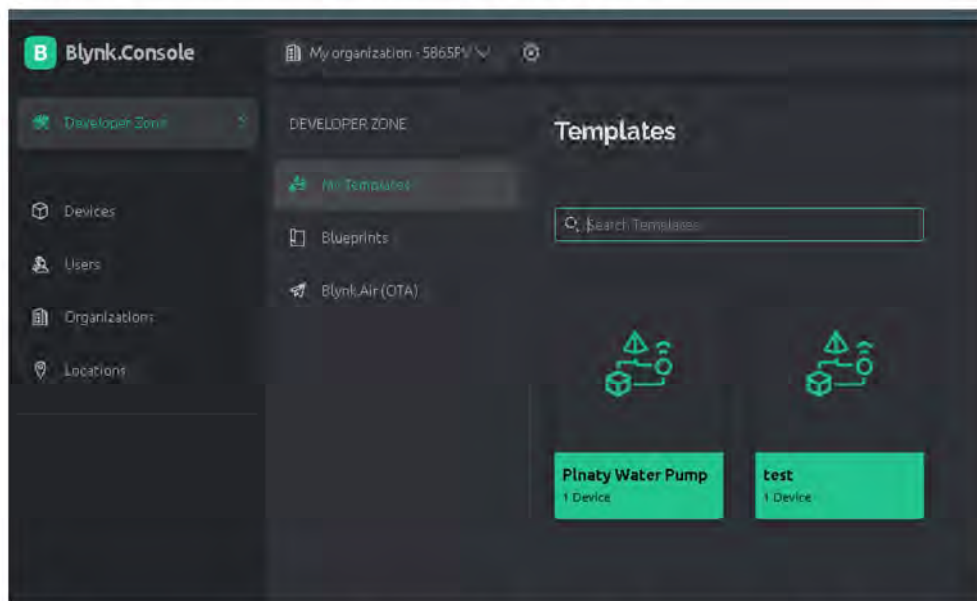 Blynk.Console
My organization - 5865PV
Developer Zone
Devices
Users
Organizations
Locations
DEVELOPER ZONE
My Templates
Blueprints
Blynk.Air (OTA)
Templates
Search Templates
Plnaty Water Pump
1 Device
test
1 Device